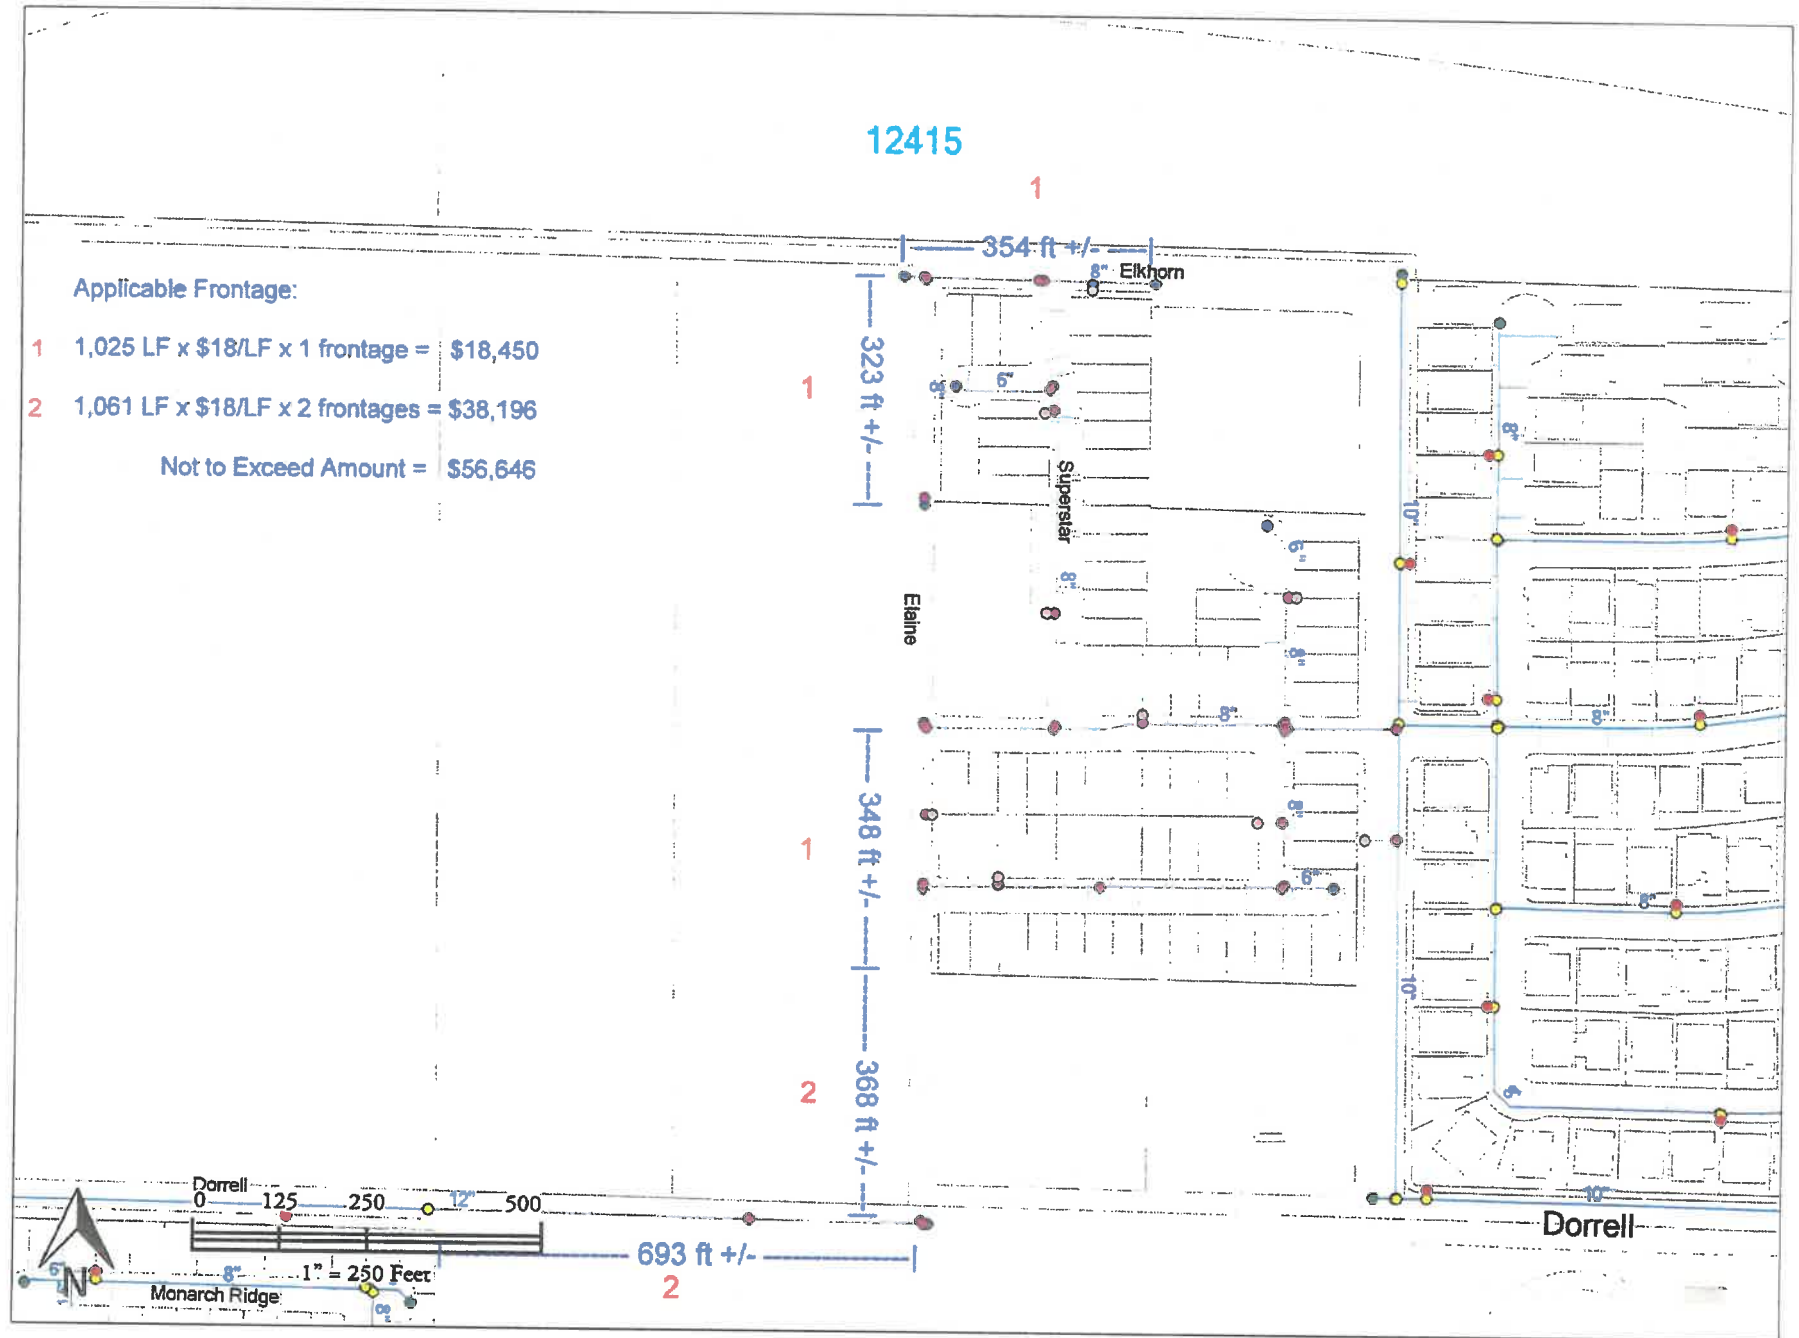 12415
1
354 ft +/-
8" Elkhorn
Applicable Frontage:
1 1,025 LF x $18/LF x 1 frontage = $18,450
2 1,061 LF x $18/LF x 2 frontages = $38,196
Not to Exceed Amount = $56,646
1
323 ft +/-
8"
6"
Superstar
8"
10"
6"
Elaine
8"
8"
8"
8"
1
348 ft +/-
8"
6"
8"
10"
2
368 ft +/-
Dorrell
12"
0 125 250 500
10"
Dorrell
693 ft +/-
2
6"
8"
1" = 250 Feet
N
Monarch Ridge
8"